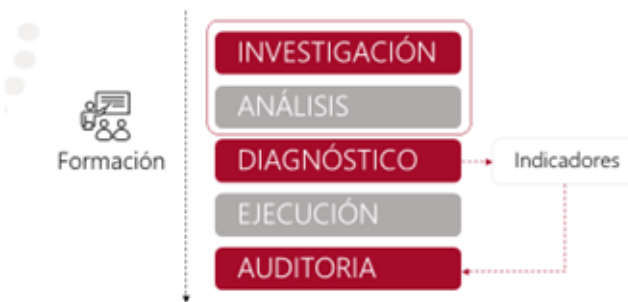 INVESTIGACIÓN
ANÁLISIS
Formación
DIAGNÓSTICO
Indicadores
EJECUCIÓN
AUDITORIA